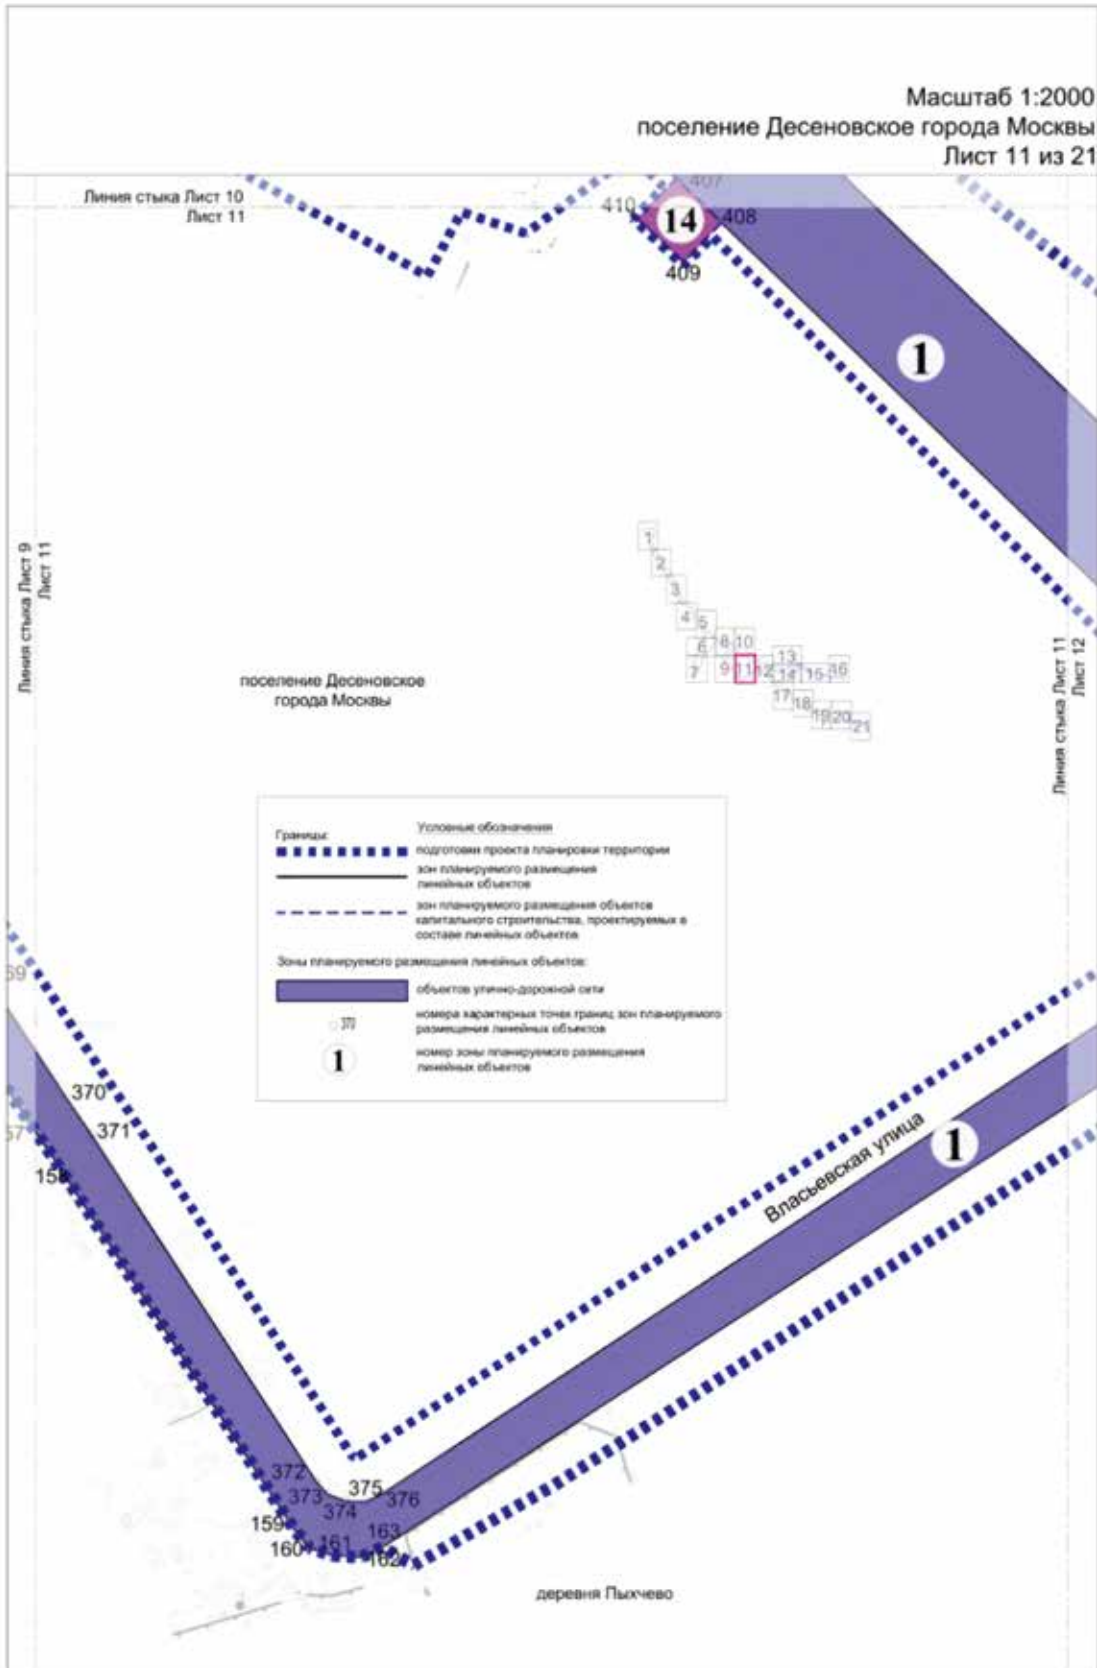 Масштаб 1:2000
поселение Десеновское города Москвы
Лист 11 из 21
Линия стыка Лист 10
Лист 11
407
410
14
408
409
1
Линия стыка Лист 9
Лист 11
1
2
3
4
5
6
8
10
7
9
11
12
13
14
15
16
17
18
19
20
21
Линия стыка Лист 11
Лист 12
поселение Десеновское
города Москвы
Условные обозначения
Границы:
подготовки проекта планировки территории
зон планируемого размещения
линейных объектов
зон планируемого размещения объектов
капитального строительства, проектируемых в
составе линейных объектов
Зоны планируемого размещения линейных объектов:
объектов улично-дорожной сети
370
номера характерных точек границ зон планируемого
размещения линейных объектов
1
номер зоны планируемого размещения
линейных объектов
69
370
371
57
158
Власьевская улица
1
372
373
374
375
376
159
160
161
163
162
деревня Пыхчево